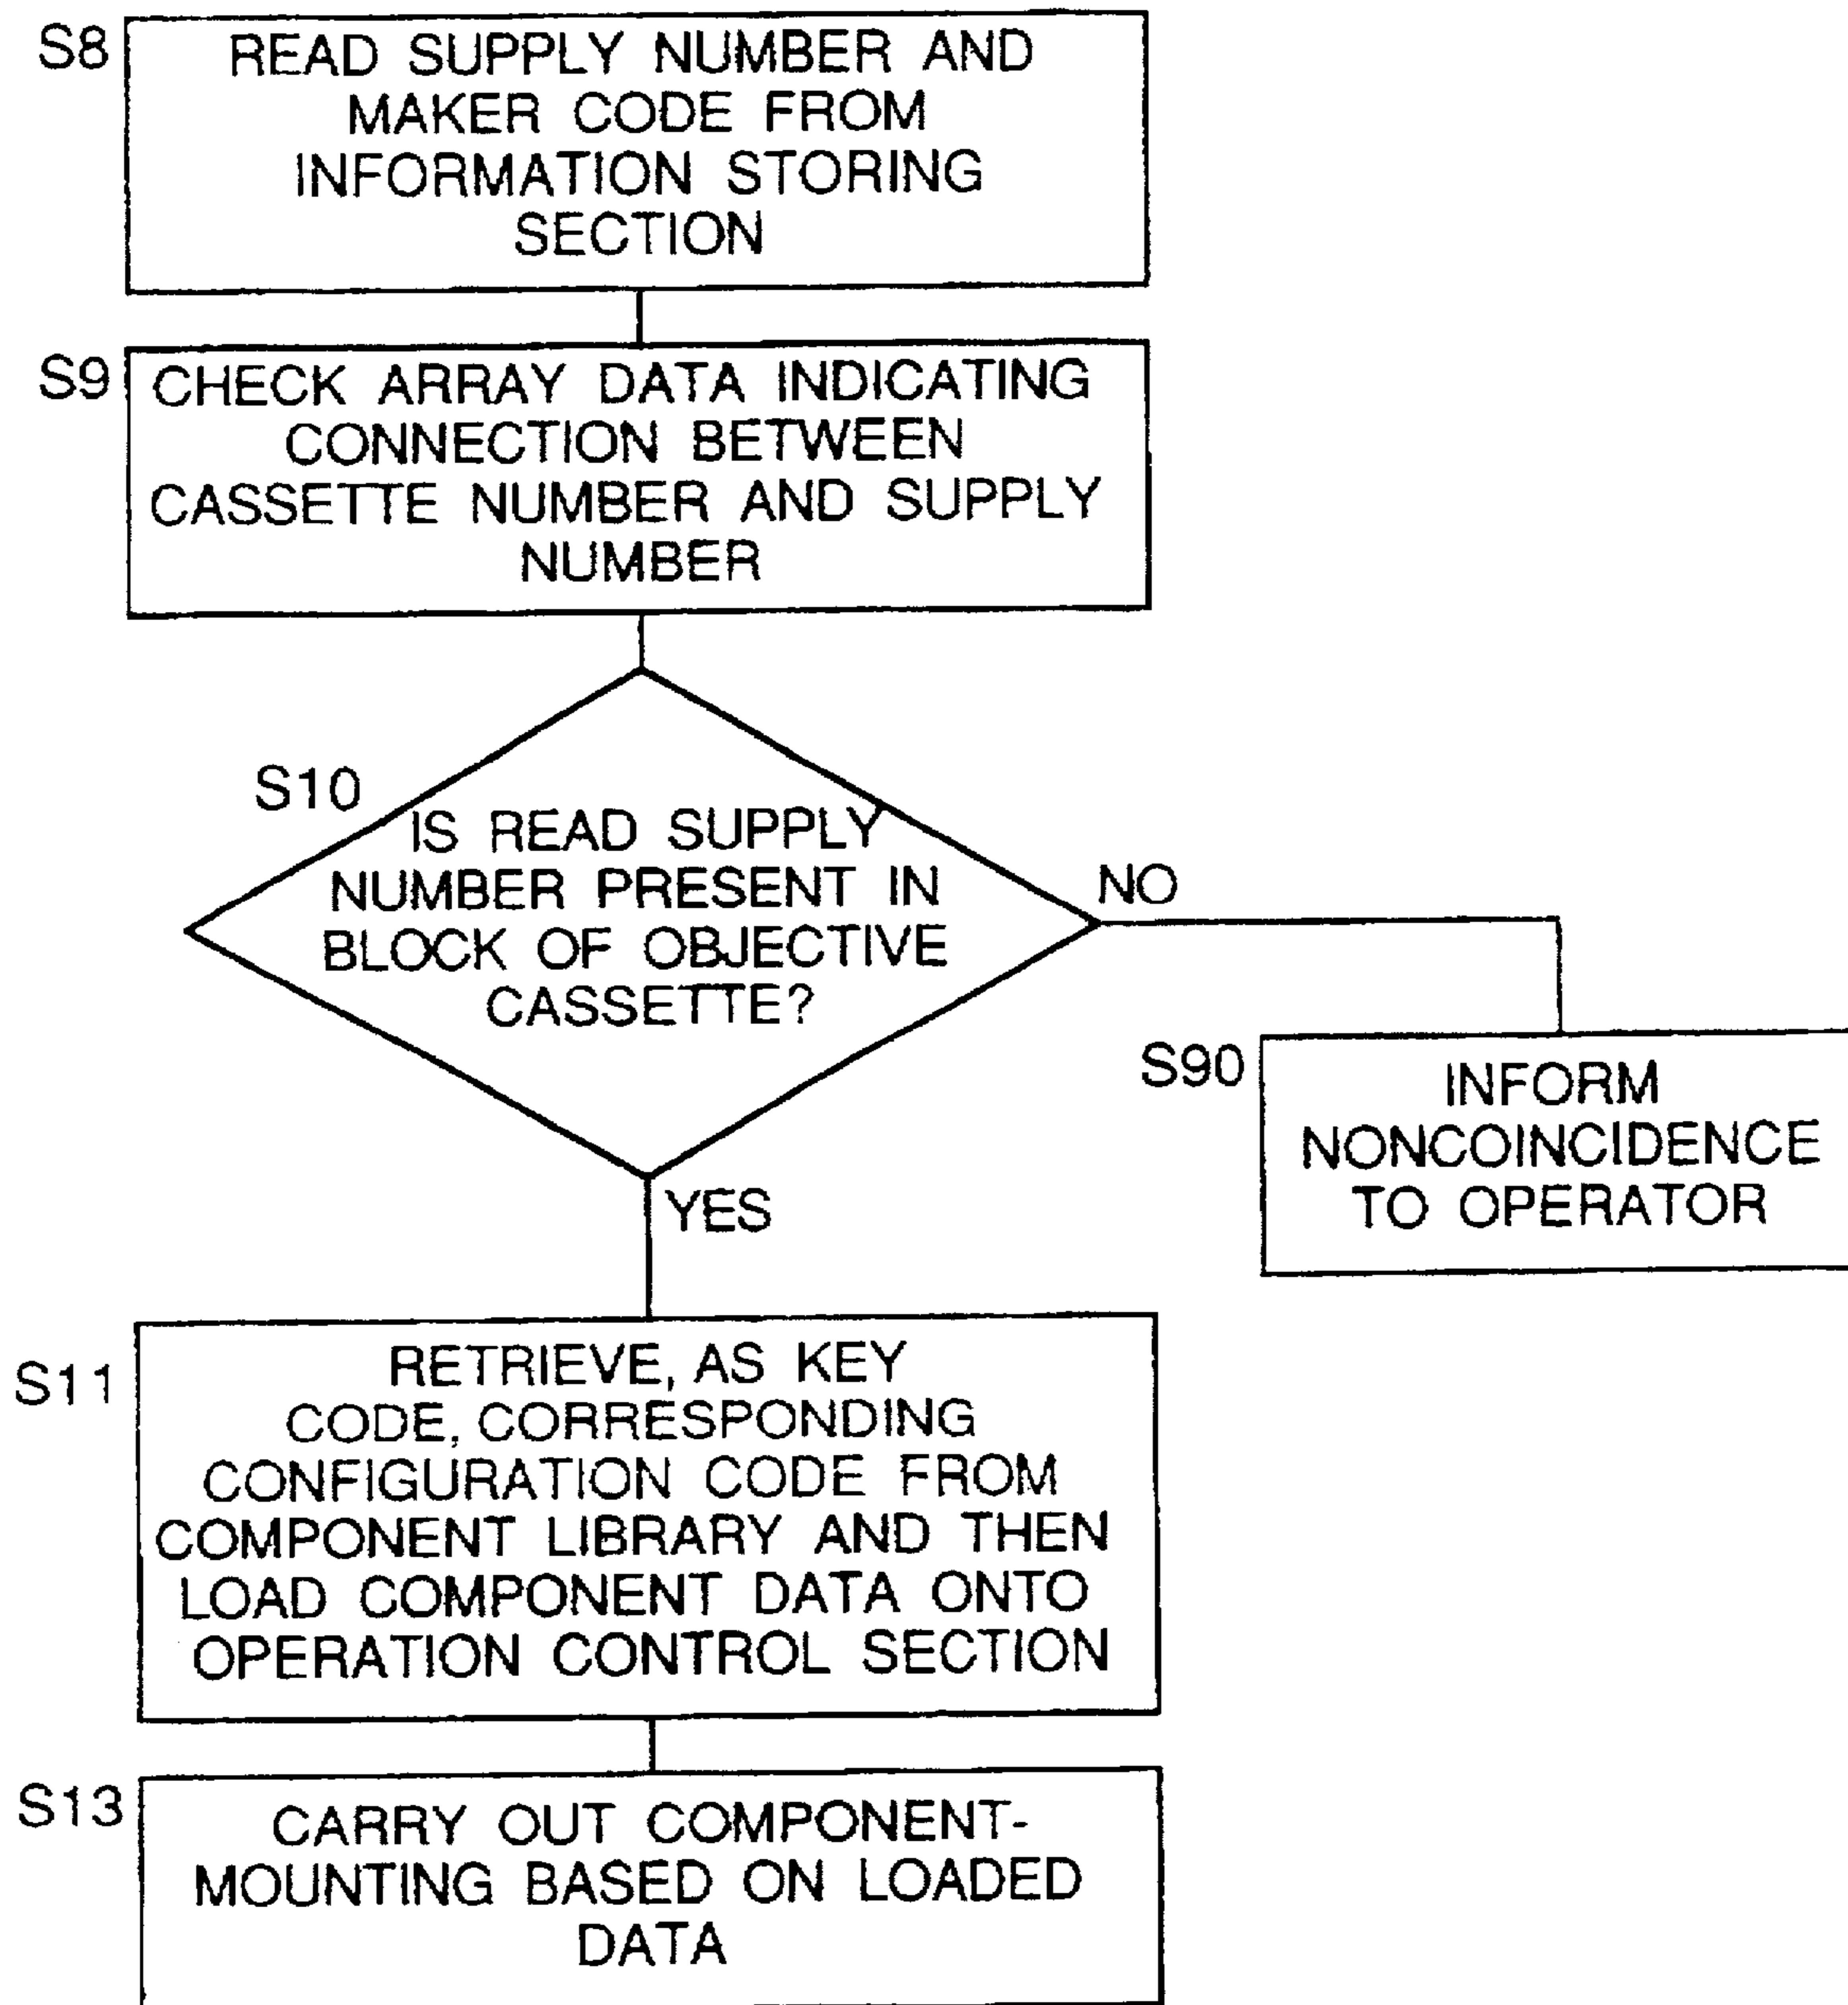 S8
READ SUPPLY NUMBER AND
MAKER CODE FROM
INFORMATION STORING
SECTION
S9
CHECK ARRAY DATA INDICATING
CONNECTION BETWEEN
CASSETTE NUMBER AND SUPPLY
NUMBER
S10
IS READ SUPPLY
NUMBER PRESENT IN
BLOCK OF OBJECTIVE
CASSETTE?
NO
S90
INFORM
NONCOINCIDENCE
TO OPERATOR
YES
S11
RETRIEVE, AS KEY
CODE, CORRESPONDING
CONFIGURATION CODE FROM
COMPONENT LIBRARY AND THEN
LOAD COMPONENT DATA ONTO
OPERATION CONTROL SECTION
S13
CARRY OUT COMPONENT-
MOUNTING BASED ON LOADED
DATA